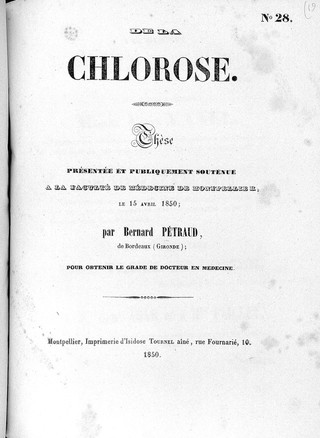 N° 28.
DE LA
CHLOROSE.
Thèse
PRÉSENTÉE ET PUBLIQUEMENT SOUTENUE
A LA FACULTÉ DE MÉDECINE DE MONTPELLIER,
LE 15 AVRIL 1850;
par Bernard PÉTRAUD,
de Bordeaux (GIRONDE);
POUR OBTENIR LE GRADE DE DOCTEUR EN MÉDECINE
Montpellier, Imprimerie d'Isidore TOURNEL aîné, rue Fournarié, 10.
1850.